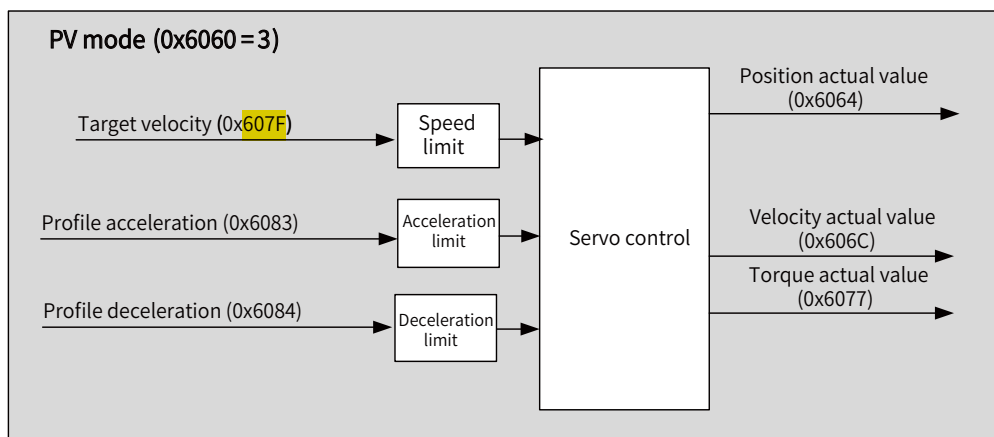 PV mode (0x6060 = 3)
Target velocity (0x607F)
Speed
limit
Profile acceleration (0x6083)
Acceleration
limit
Profile deceleration (0x6084)
Deceleration
limit
Servo control
Position actual value
(0x6064)
Velocity actual value
(0x606C)
Torque actual value
(0x6077)